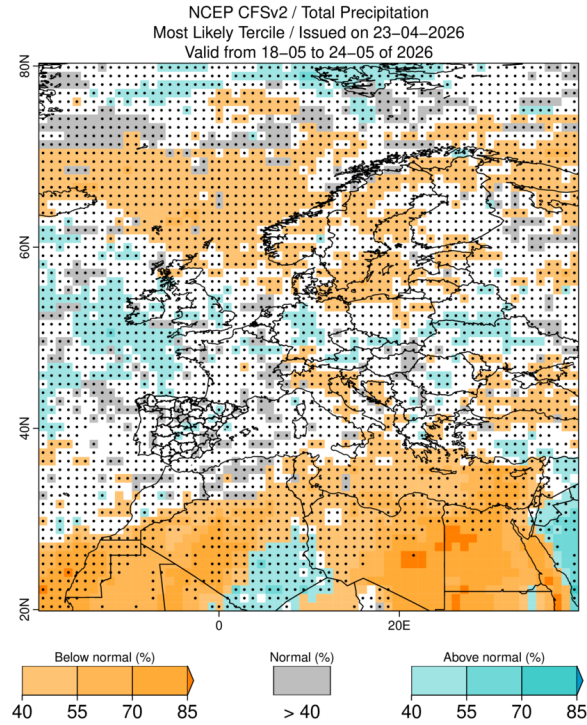 NCEP CFSv2 / Total Precipitation
Most Likely Tercile / Issued on 23−04−2026
Valid from 18−05 to 24−05 of 2026
80N
60N
40N
20N
0
20E
Below normal (%)
Normal (%)
Above normal (%)
40 55 70 85
> 40
40 55 70 85